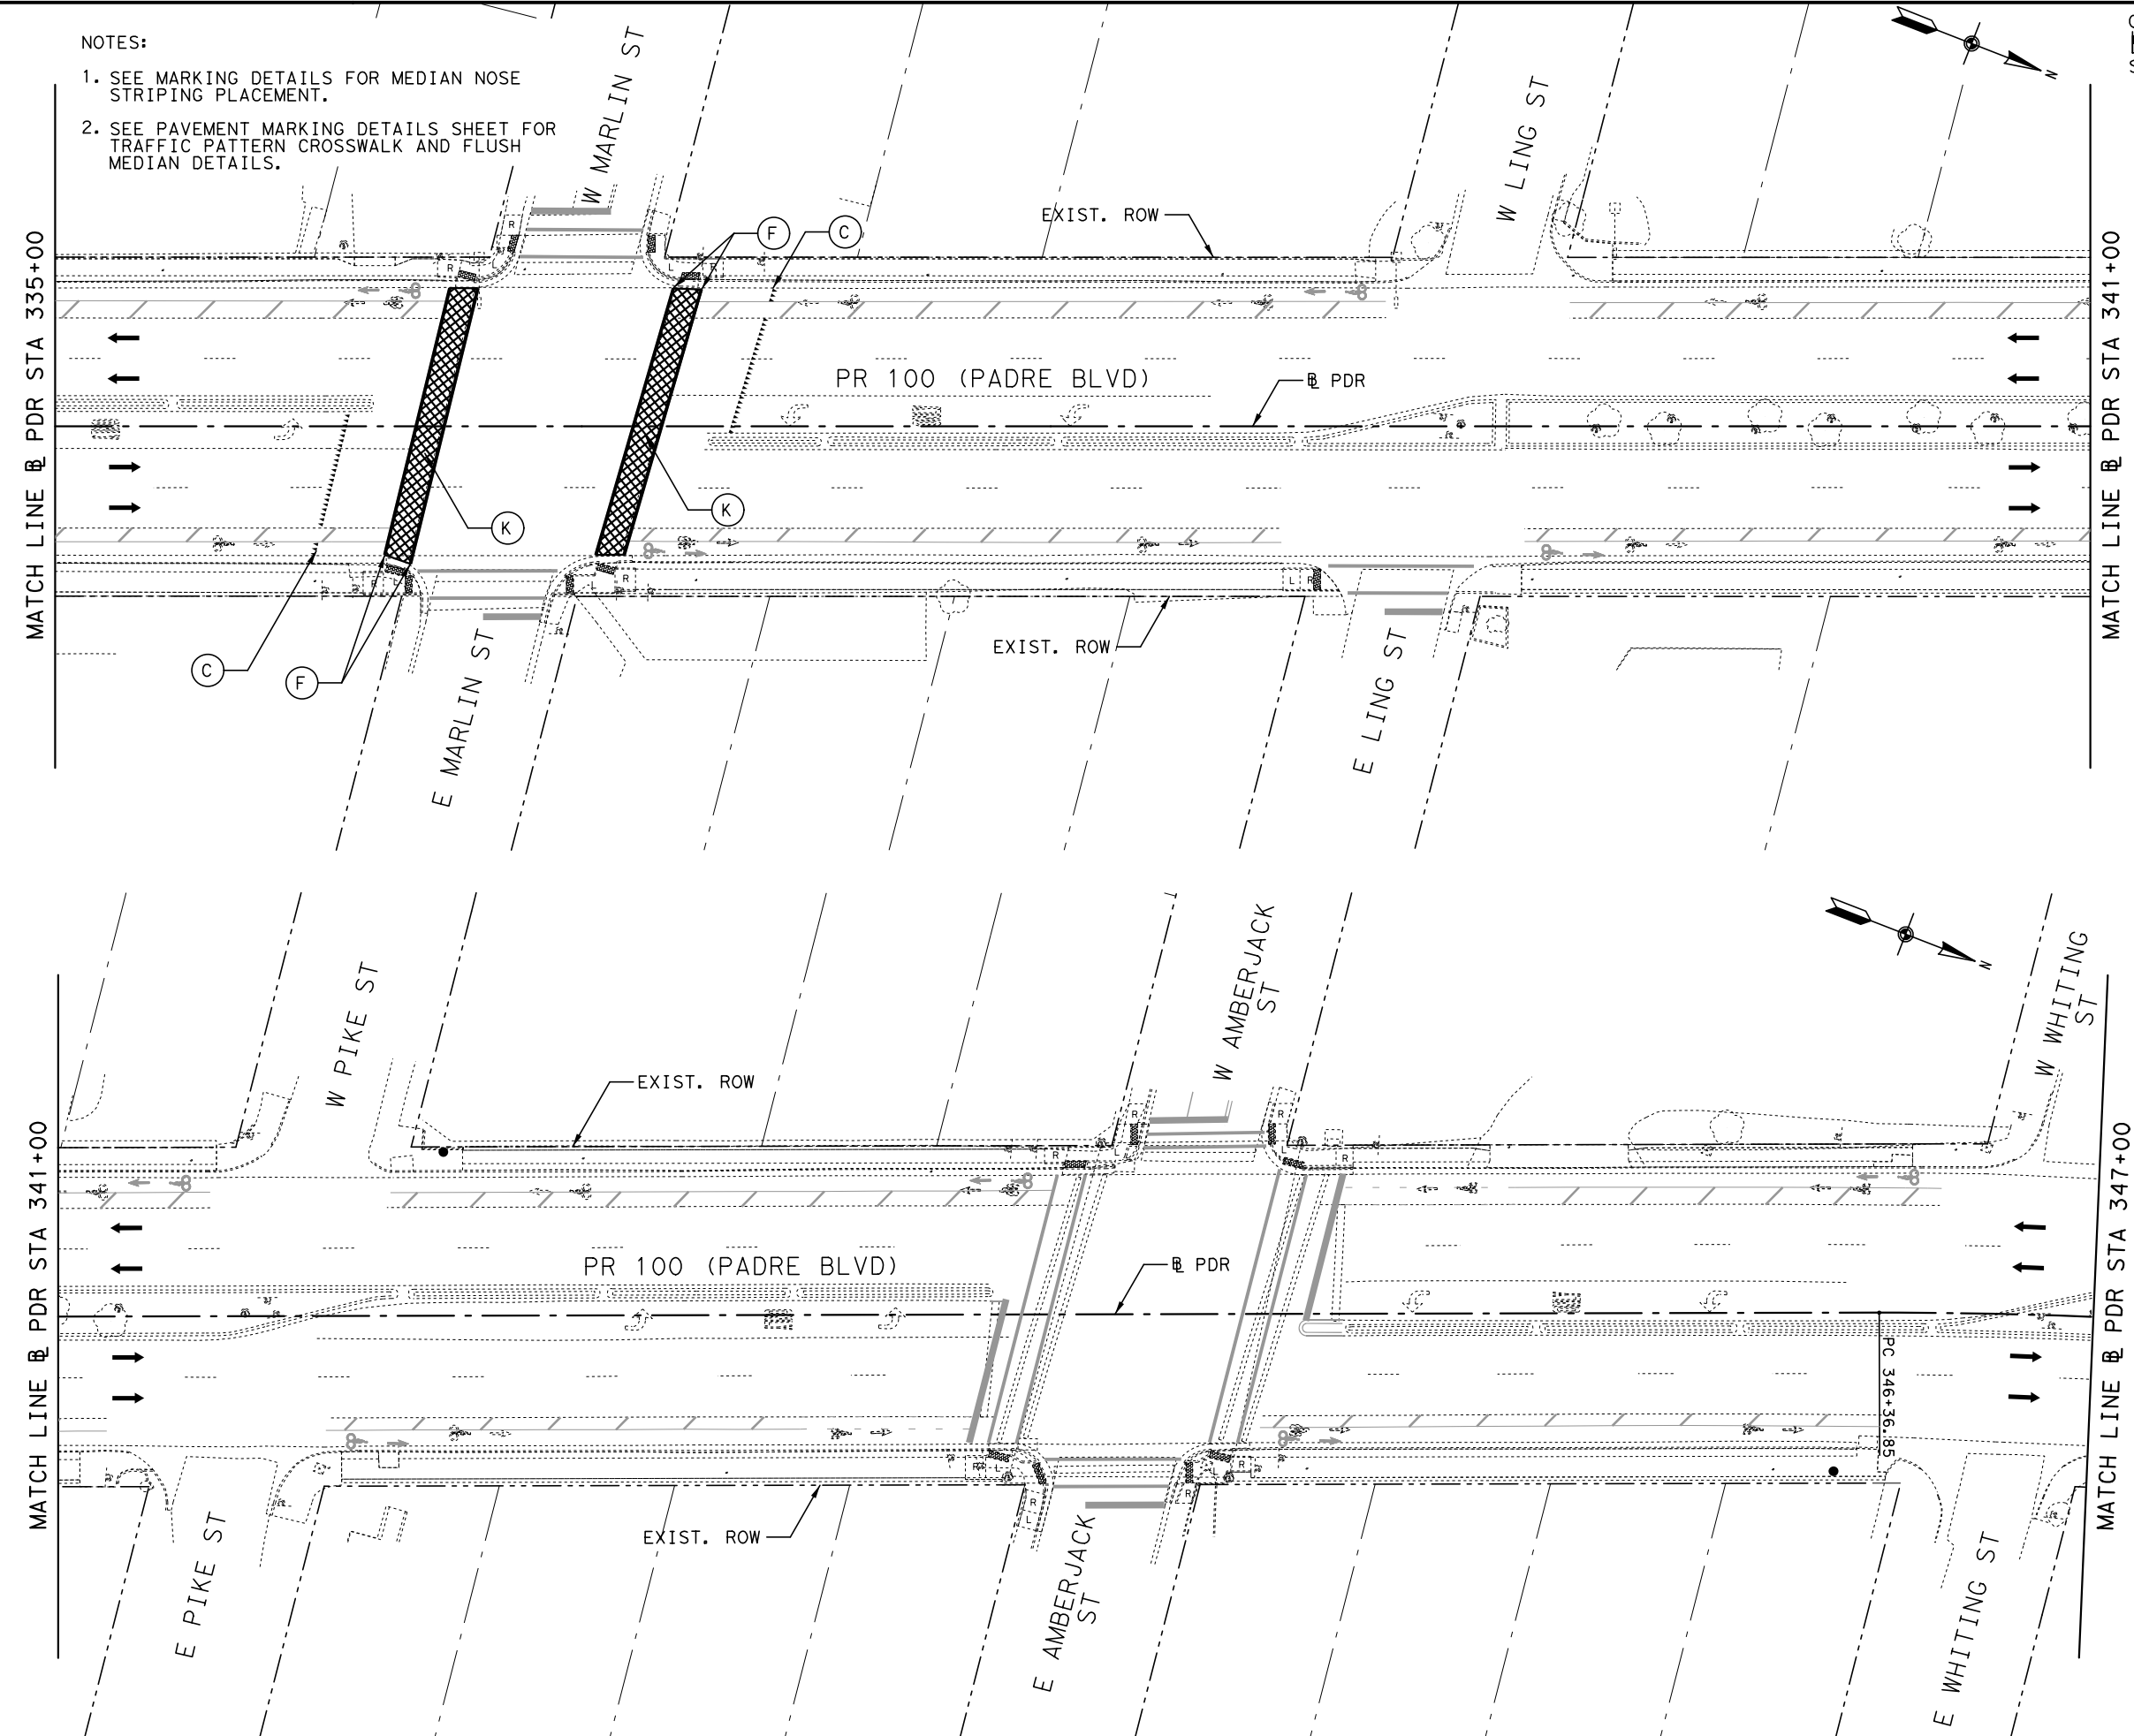 NOTES:
1. SEE MARKING DETAILS FOR MEDIAN NOSE
STRIPING PLACEMENT.
2. SEE PAVEMENT MARKING DETAILS SHEET FOR
TRAFFIC PATTERN CROSSWALK AND FLUSH
MEDIAN DETAILS.
W MARLIN ST
W LING ST
N
EXIST. ROW
F
C
R
R
L
R
MATCH LINE ⅊ PDR STA 335+00
MATCH LINE ⅊ PDR STA 341+00
PR 100 (PADRE BLVD)
⅊ PDR
K
K
R
L
L
R
L
R
EXIST. ROW
C
F
E MARLIN ST
E LING ST
W PIKE ST
W AMBERJACK
ST
N
W WHITING
ST
EXIST. ROW
R
R
R
L
L
R
MATCH LINE ⅊ PDR STA 341+00
MATCH LINE ⅊ PDR STA 347+00
PR 100 (PADRE BLVD)
⅊ PDR
PC 346+36.85
R
L
L
R
R
R
L
EXIST. ROW
E PIKE ST
E AMBERJACK
ST
E WHITING ST